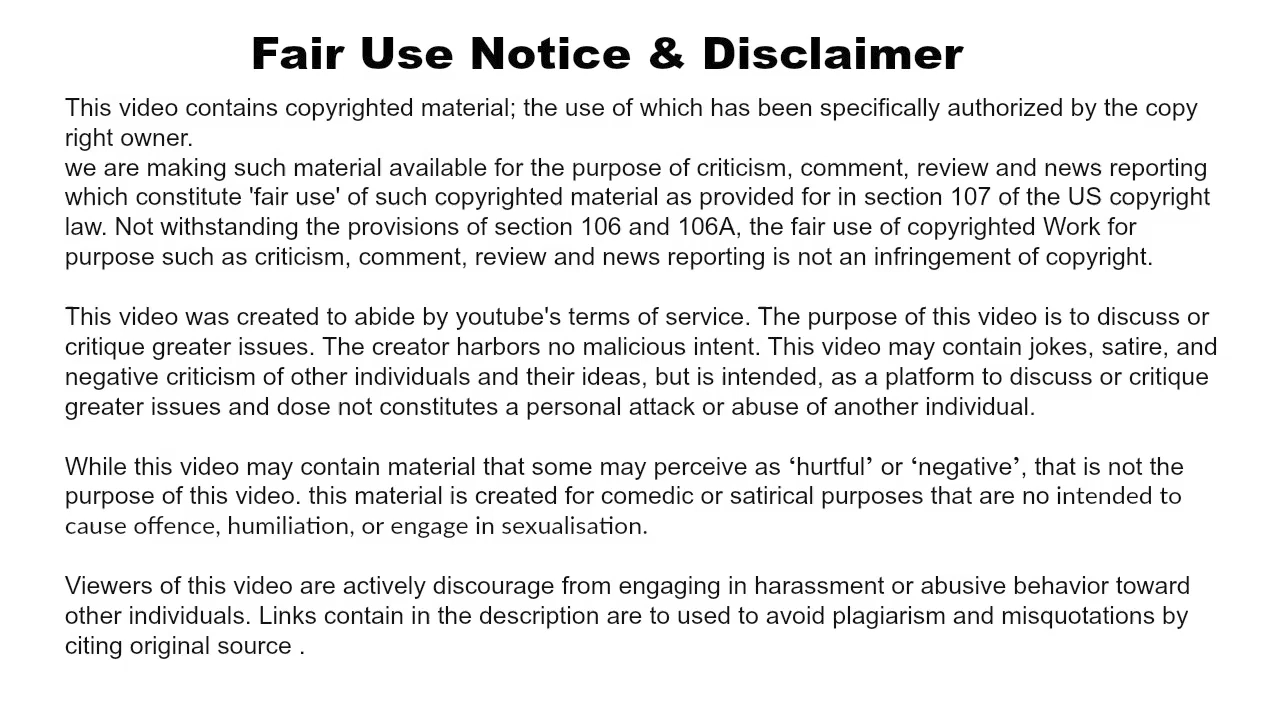 Fair Use Notice & Disclaimer
This video contains copyrighted material; the use of which has been specifically authorized by the copy
right owner.
we are making such material available for the purpose of criticism, comment, review and news reporting
which constitute 'fair use' of such copyrighted material as provided for in section 107 of the US copyright
law. Not withstanding the provisions of section 106 and 106A, the fair use of copyrighted Work for
purpose such as criticism, comment, review and news reporting is not an infringement of copyright.
This video was created to abide by youtube's terms of service. The purpose of this video is to discuss or
critique greater issues. The creator harbors no malicious intent. This video may contain jokes, satire, and
negative criticism of other individuals and their ideas, but is intended, as a platform to discuss or critique
greater issues and dose not constitutes a personal attack or abuse of another individual.
While this video may contain material that some may perceive as ‘hurtful’ or ‘negative’, that is not the
purpose of this video. this material is created for comedic or satirical purposes that are no intended to
cause offence, humiliation, or engage in sexualisation.
Viewers of this video are actively discourage from engaging in harassment or abusive behavior toward
other individuals. Links contain in the description are to used to avoid plagiarism and misquotations by
citing original source .